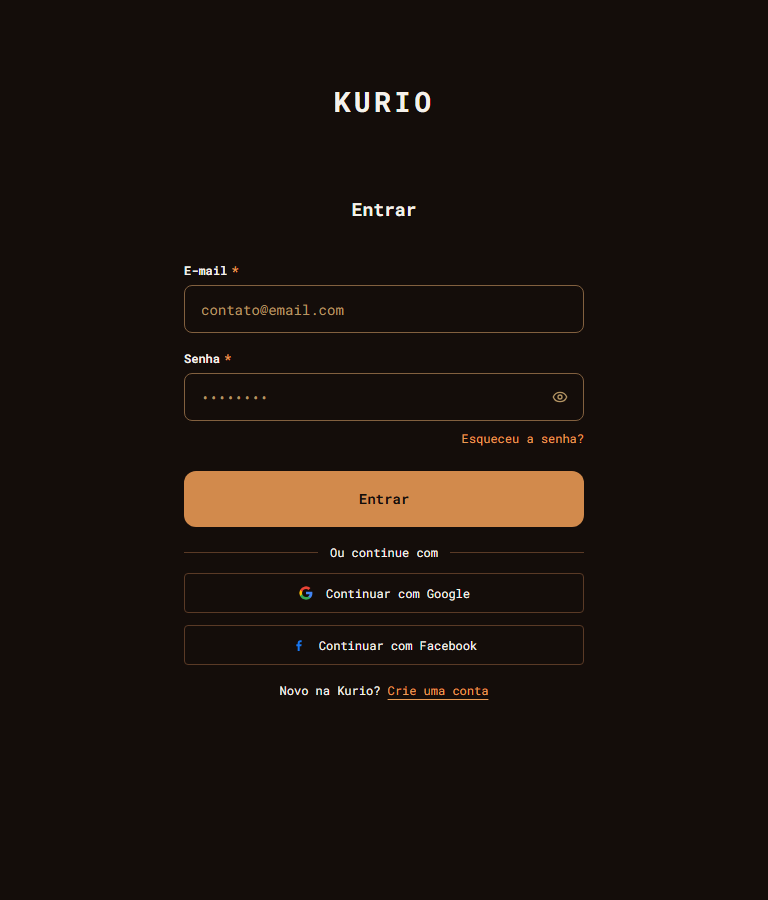 KURIO
Entrar
E-mail *
contato@email.com
Senha *
••••••••
Esqueceu a senha?
Entrar
Ou continue com
Continuar com Google
Continuar com Facebook
Novo na Kurio? Crie uma conta